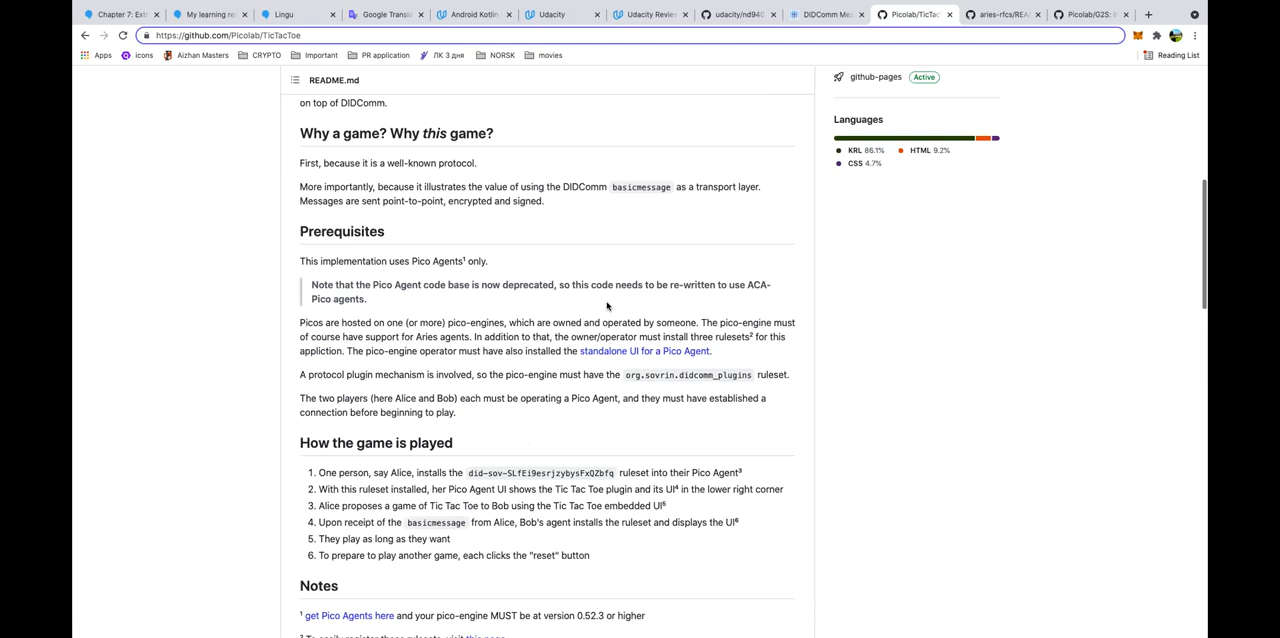 Chapter 7: Ext
My learning re
Lingu
Google Transla
Android Kotlin
Udacity
Udacity Review
udacity/nd940
DIDComm Mes
Picolab/TicTac
aries-rfcs/REA
Picolab/G2S: I
https://github.com/Picolab/TicTacToe
Apps
icons
Aizhan Masters
CRYPTO
Important
PR application
ЛК 3 дня
NORSK
movies
Reading List
README.md
on top of DIDComm.
Why a game? Why this game?
First, because it is a well-known protocol.
More importantly, because it illustrates the value of using the DIDComm basicmessage as a transport layer.
Messages are sent point-to-point, encrypted and signed.
Prerequisites
This implementation uses Pico Agents¹ only.
Note that the Pico Agent code base is now deprecated, so this code needs to be re-written to use ACA-
Pico agents.
Picos are hosted on one (or more) pico-engines, which are owned and operated by someone. The pico-engine must
of course have support for Aries agents. In addition to that, the owner/operator must install three rulesets² for this
appliction. The pico-engine operator must have also installed the standalone UI for a Pico Agent.
A protocol plugin mechanism is involved, so the pico-engine must have the org.sovrin.didcomm_plugins ruleset.
The two players (here Alice and Bob) each must be operating a Pico Agent, and they must have established a
connection before beginning to play.
How the game is played
1. One person, say Alice, installs the did-sov-SLfEi9esrjzybysFxQZbfq ruleset into their Pico Agent³
2. With this ruleset installed, her Pico Agent UI shows the Tic Tac Toe plugin and its UI⁴ in the lower right corner
3. Alice proposes a game of Tic Tac Toe to Bob using the Tic Tac Toe embedded UI⁵
4. Upon receipt of the basicmessage from Alice, Bob's agent installs the ruleset and displays the UI⁶
5. They play as long as they want
6. To prepare to play another game, each clicks the "reset" button
Notes
¹ get Pico Agents here and your pico-engine MUST be at version 0.52.3 or higher
² To easily register these rulesets, visit this page
github-pages Active
Languages
KRL 86.1% HTML 9.2%
CSS 4.7%